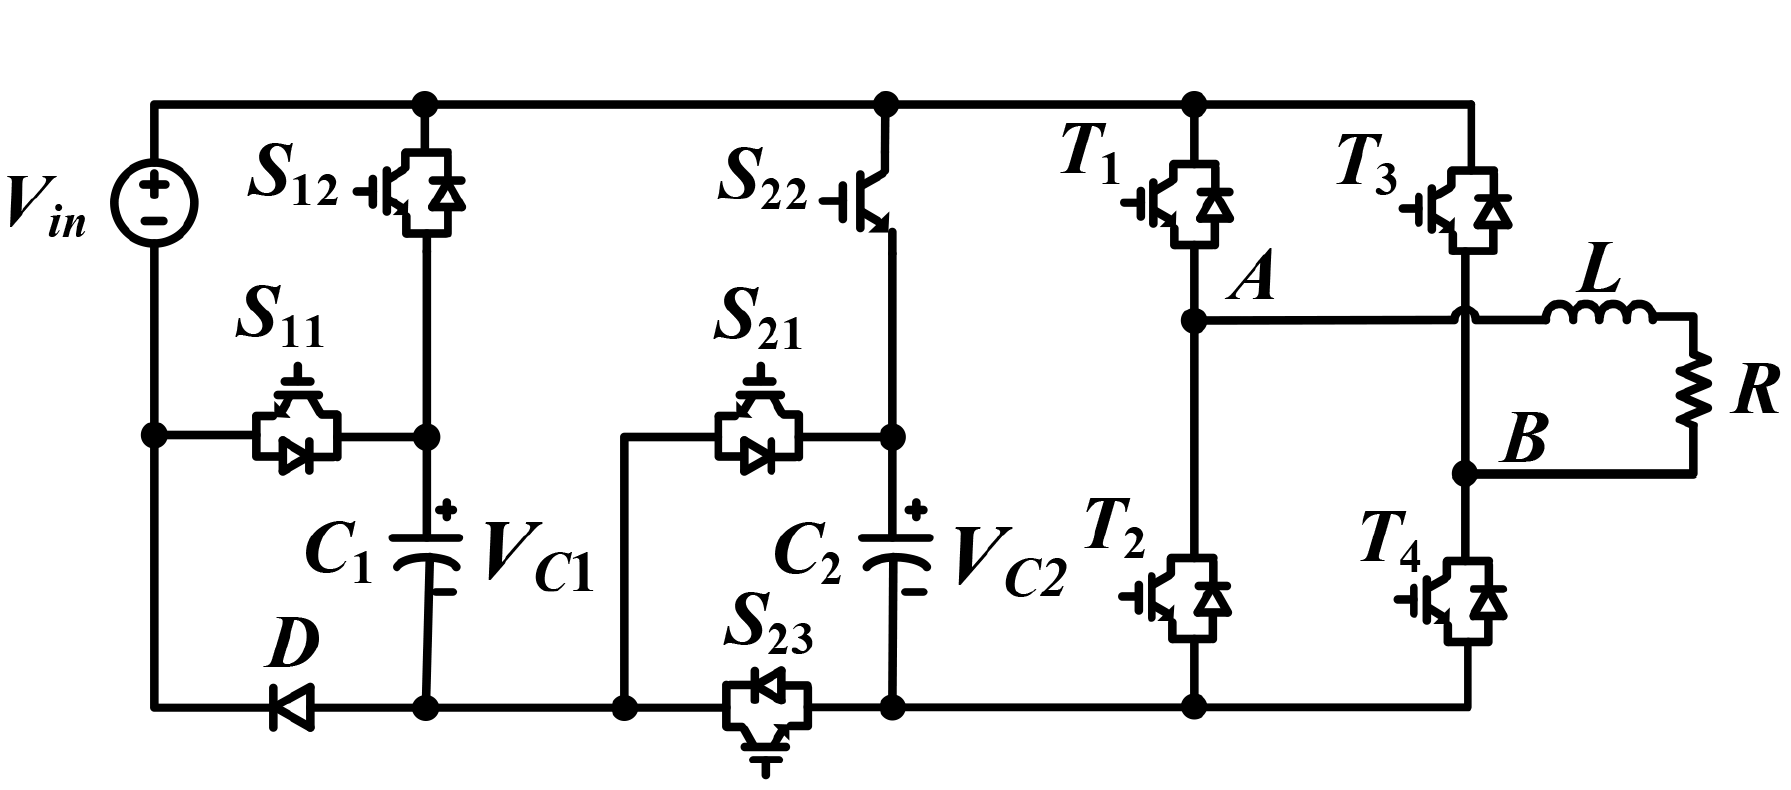 S12
S22
T1
T3
Vin
+
−
S11
S21
A
L
R
B
C1
+
VC1
−
C2
+
VC2
−
T2
T4
D
S23